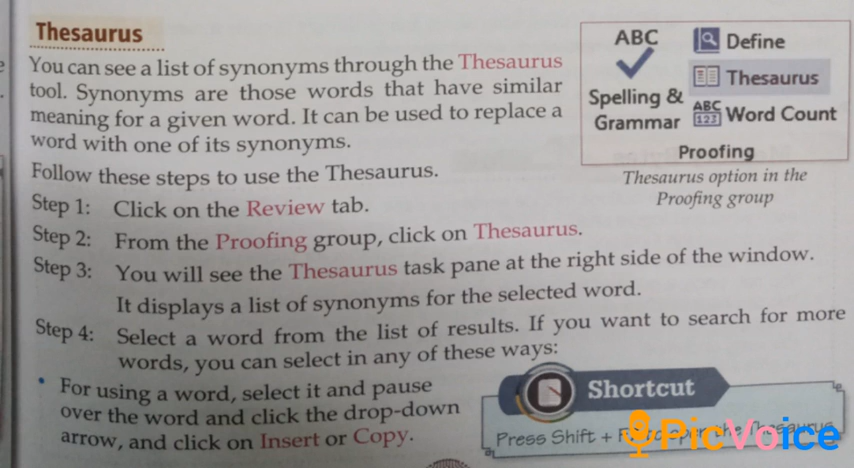 Thesaurus
You can see a list of synonyms through the Thesaurus
tool. Synonyms are those words that have similar
meaning for a given word. It can be used to replace a
word with one of its synonyms.
Follow these steps to use the Thesaurus.
ABC
Spelling &
Grammar
Define
Thesaurus
ABC
123
Word Count
Proofing
Thesaurus option in the
Proofing group
Step 1: Click on the Review tab.
Step 2: From the Proofing group, click on Thesaurus.
Step 3: You will see the Thesaurus task pane at the right side of the window.
It displays a list of synonyms for the selected word.
Step 4: Select a word from the list of results. If you want to search for more
words, you can select in any of these ways:
• For using a word, select it and pause
over the word and click the drop-down
arrow, and click on Insert or Copy.
Shortcut
Press Shift + the Thesaurus
PicVoice